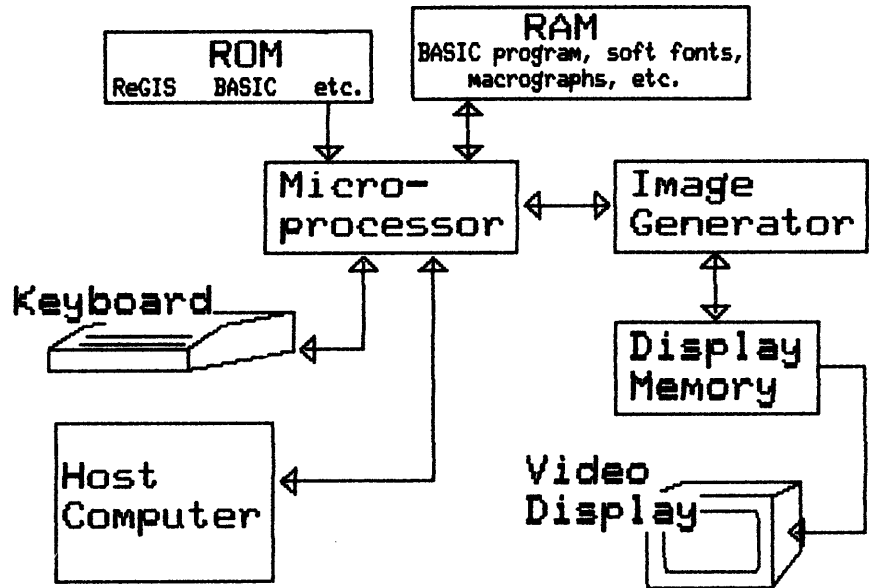 ROM
ReGIS BASIC etc.
RAM
BASIC program, soft fonts,
macrographs, etc.
Micro-
processor
Image
Generator
Keyboard
Display
Memory
Host
Computer
Video
Display